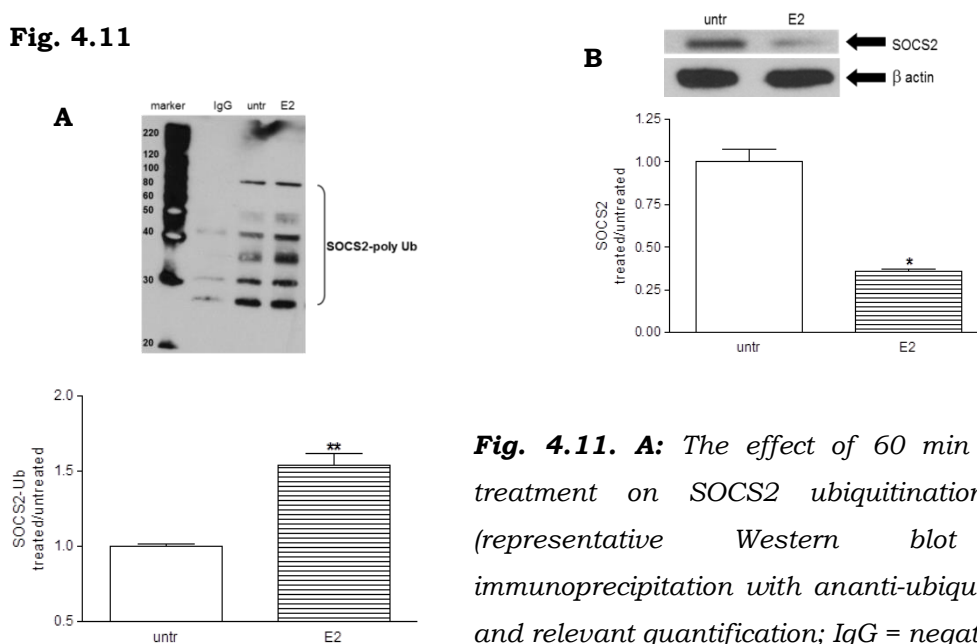 Fig. 4.11
A
marker IgG untr E2
220
120
100
80
60
50
40
30
20
SOCS2-poly Ub
SOCS2-Ub
treated/untreated
2.0
1.5
1.0
0.5
**
untr E2
B
untr E2
SOCS2
β actin
SOCS2
treated/untreated
1.25
1.00
0.75
0.50
0.25
0.00
*
untr E2
Fig. 4.11. A: The effect of 60 min
treatment on SOCS2 ubiquitination
(representative Western blot
immunoprecipitation with ananti-ubiqu
and relevant quantification; IgG = negat